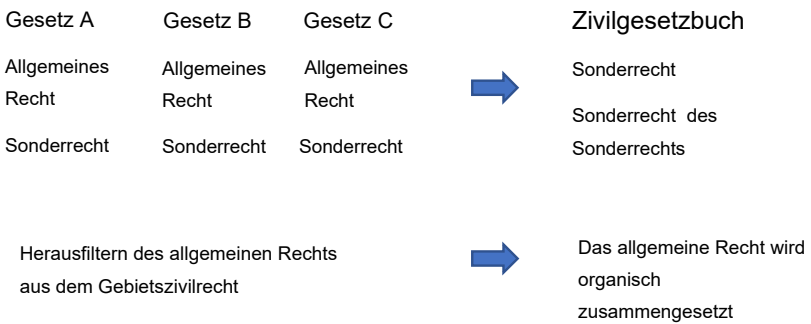 Gesetz A Gesetz B Gesetz C Zivilgesetzbuch
Allgemeines Recht
Allgemeines Recht
Allgemeines Recht
Sonderrecht
Sonderrecht
Sonderrecht
Sonderrecht
Sonderrecht des
Sonderrechts
Herausfiltern des allgemeinen Rechts
aus dem Gebietszivilrecht
Das allgemeine Recht wird
organisch
zusammengesetzt